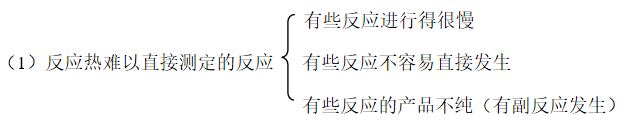 有些反应进行得很慢
（1）反应热难以直接测定的反应
有些反应不容易直接发生
有些反应的产品不纯（有副反应发生）